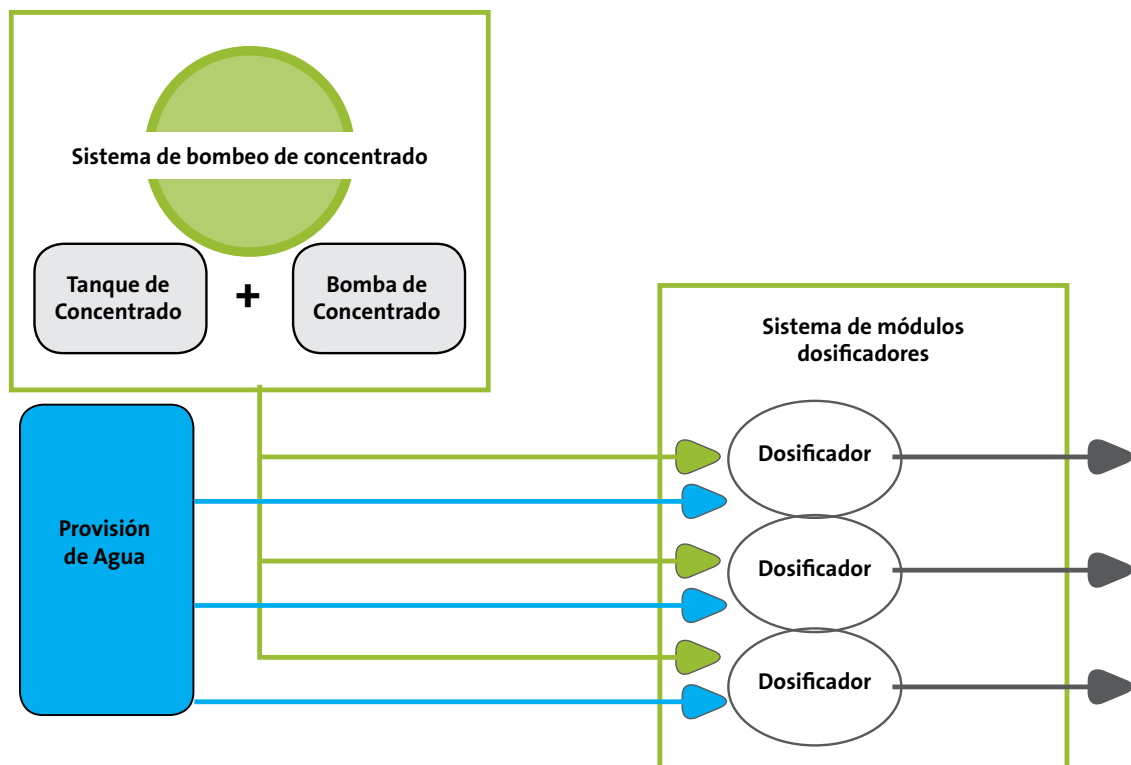 Sistema de bombeo de concentrado
Tanque de
Concentrado
+
Bomba de
Concentrado
Provisión
de Agua
Sistema de módulos
dosificadores
Dosificador
Dosificador
Dosificador